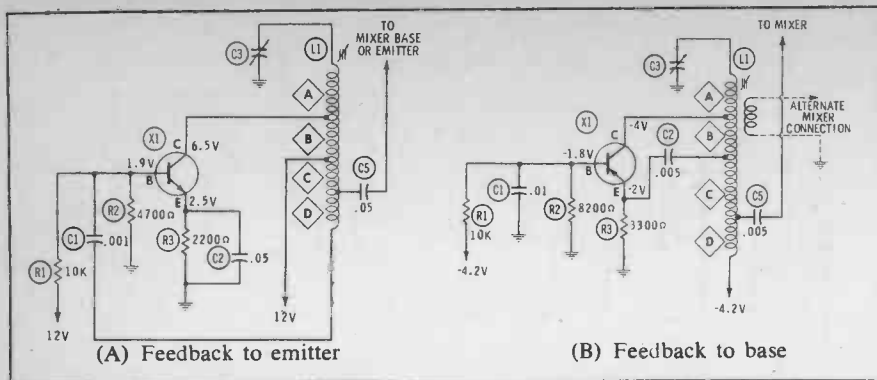 TO
MIXER BASE
OR EMITTER
C3
L1
A
X1
C
6.5V
B
1.9V
B
C
C5
E
2.5V
.05
R2
4700Ω
D
C1
R3
2200Ω
C2
.05
.001
R1
10K
12V
12V
(A) Feedback to emitter
TO MIXER
L1
C3
A
ALTERNATE
MIXER
CONNECTION
X1
C
-4V
C2
B
-1.8V
.005
B
C1
.01
E
-2V
C
C5
R2
8200Ω
R1
R3
3300Ω
.005
10K
D
-4.2V
-4.2V
(B) Feedback to base